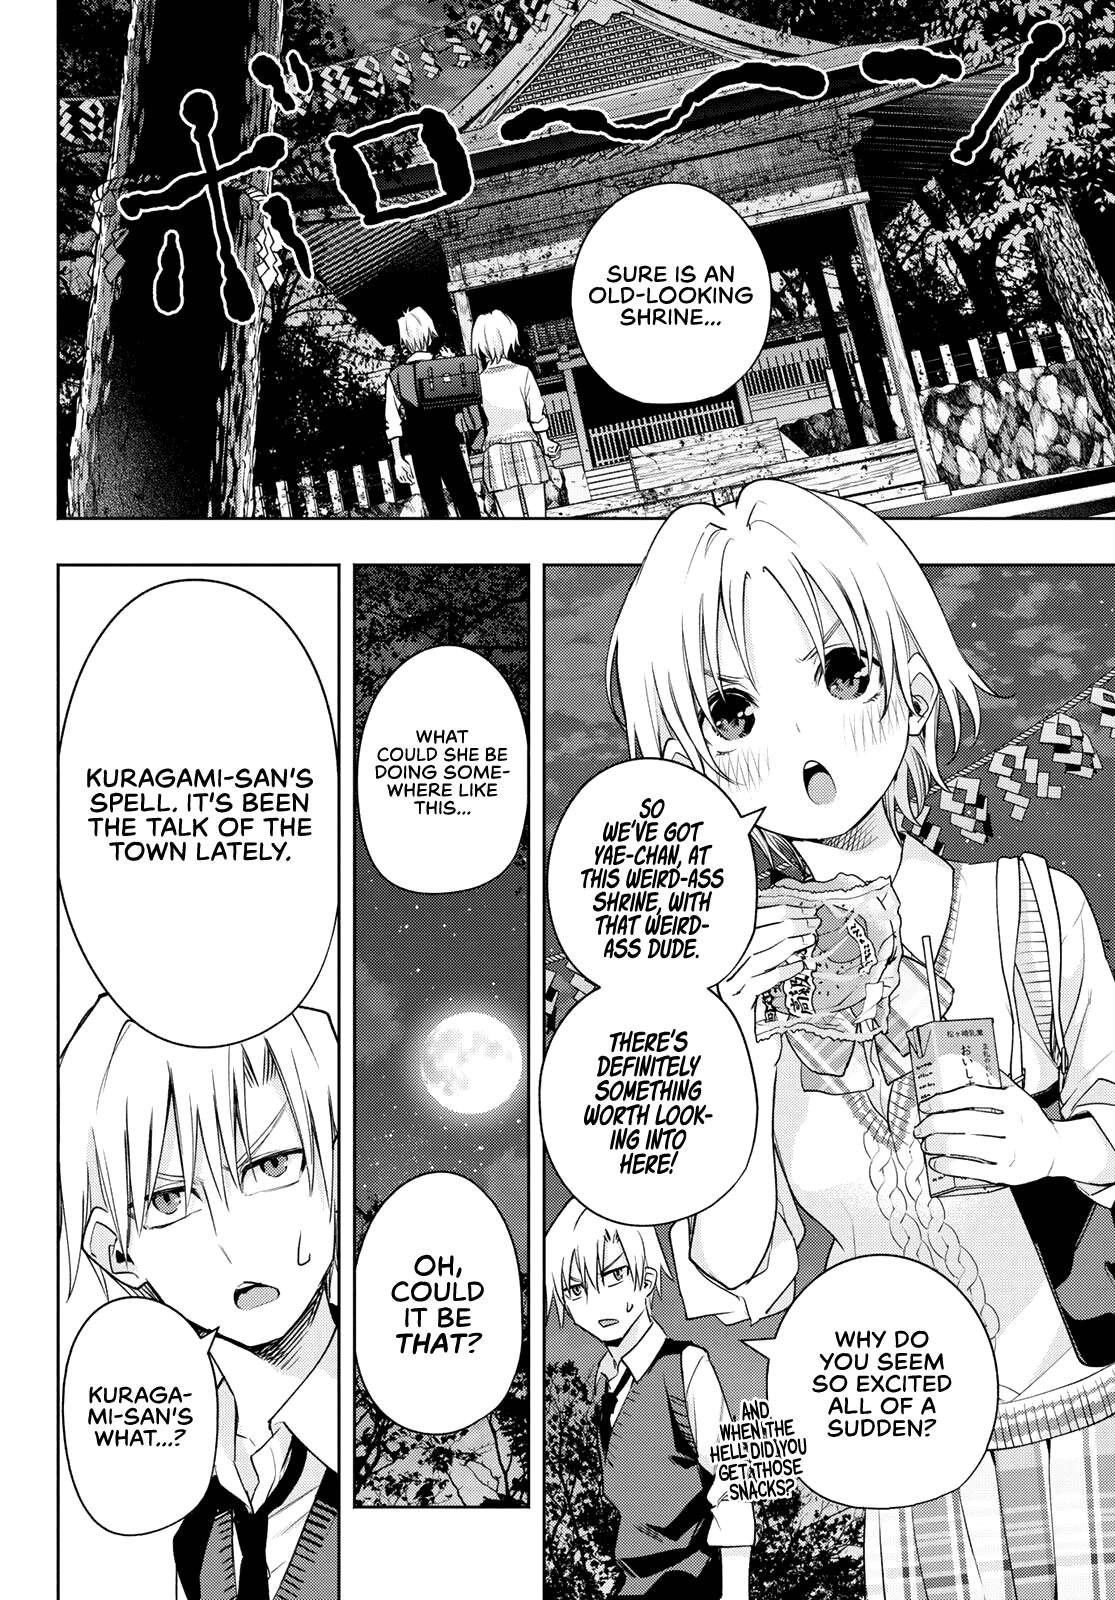 ボロ〜〜ッ
SURE IS AN
OLD-LOOKING
SHRINE...
SO
WE'VE GOT
YAE-CHAN, AT
THIS WEIRD-ASS
SHRINE, WITH
THAT WEIRD-
ASS DUDE.
THERE'S
DEFINITELY
SOMETHING
WORTH LOOK-
ING INTO
HERE!
WHY DO
YOU SEEM
SO EXCITED
ALL OF A
SUDDEN?
AND
WHEN THE
HELL DID YOU
GET THOSE
SNACKS?
WHAT
COULD SHE BE
DOING SOME-
WHERE LIKE
THIS...
OH,
COULD
IT BE
THAT?
KURAGAMI-SAN'S
SPELL. IT'S BEEN
THE TALK OF THE
TOWN LATELY.
KURAGA-
MI-SAN'S
WHAT...?